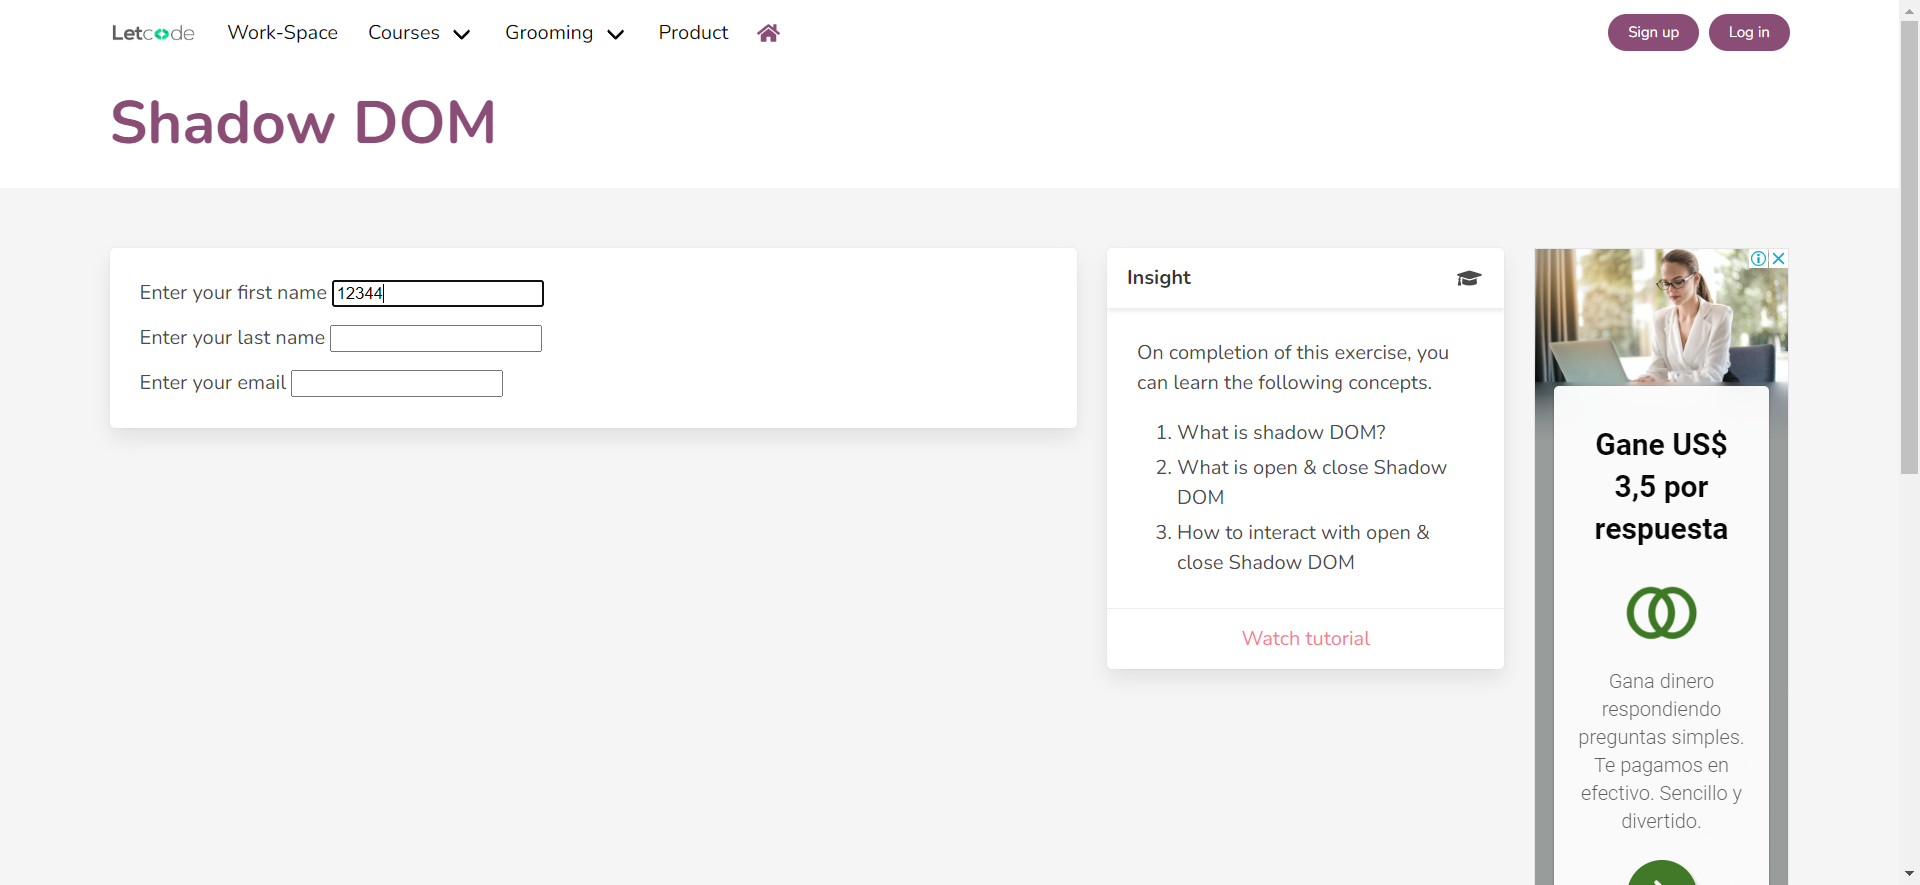 Letcode Work-Space Courses Grooming Product Sign up Log in
Shadow DOM
Enter your first name 12344
Enter your last name
Enter your email
Insight
On completion of this exercise, you
can learn the following concepts.
1. What is shadow DOM?
2. What is open & close Shadow
DOM
3. How to interact with open &
close Shadow DOM
Watch tutorial
Gane US$
3,5 por
respuesta
Gana dinero
respondiendo
preguntas simples.
Te pagamos en
efectivo. Sencillo y
divertido.